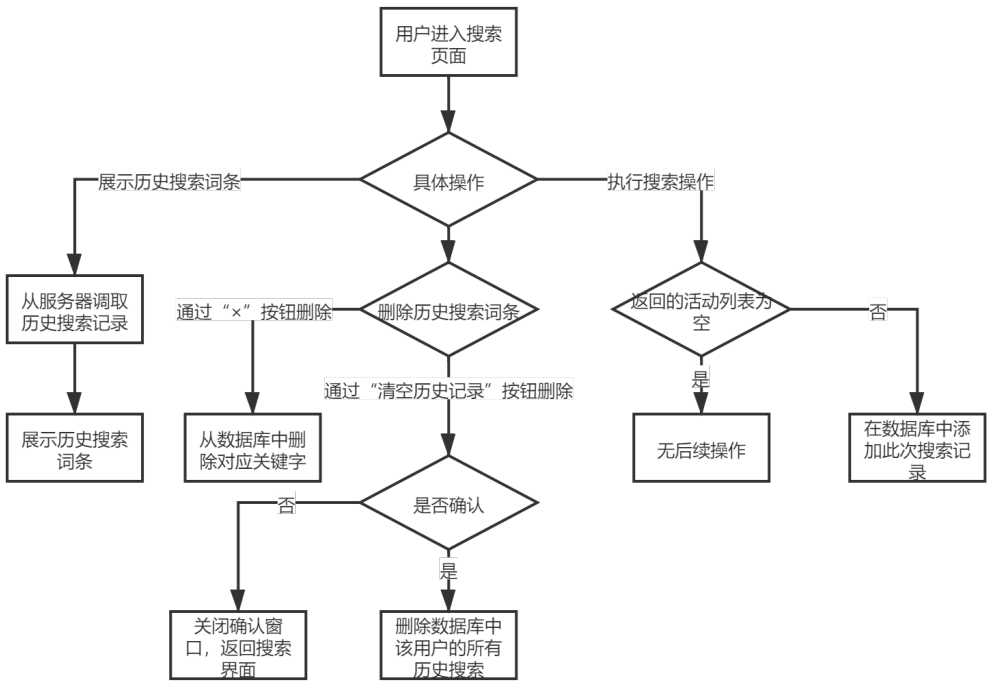 用户进入搜索
页面
展示历史搜索词条
具体操作
执行搜索操作
从服务器调取
历史搜索记录
通过“×”按钮删除
删除历史搜索词条
返回的活动列表为
空
否
是
通过“清空历史记录”按钮删除
展示历史搜索
词条
从数据库中删
除对应关键字
无后续操作
在数据库中添
加此次搜索记
录
否
是否确认
是
关闭确认窗
口，返回搜索
界面
删除数据库中
该用户的所有
历史搜索